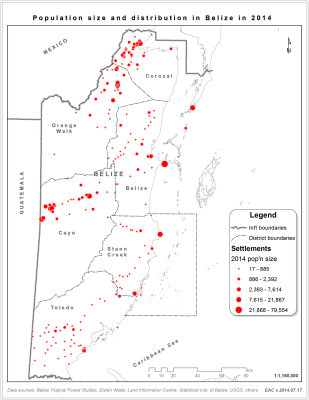 Population size and distribution in Belize in 2014
MEXICO
Corozal
Orange
Walk
GUATEMALA
BELIZE
Belize
Cayo
Stann
Creek
Toledo
Caribbean Sea
Legend
Int'l boundaries
District boundaries
Settlements
2014 pop'n size
17 - 885
886 - 2,392
2,393 - 7,614
7,615 - 21,867
21,868 - 79,554
1:1,150,000
Data sources: Belize Tropical Forest Studies, Eldon Wade, Land Information Centre, Statistical Inst. of Belize, USGS, others
EAC v.2014.07.17